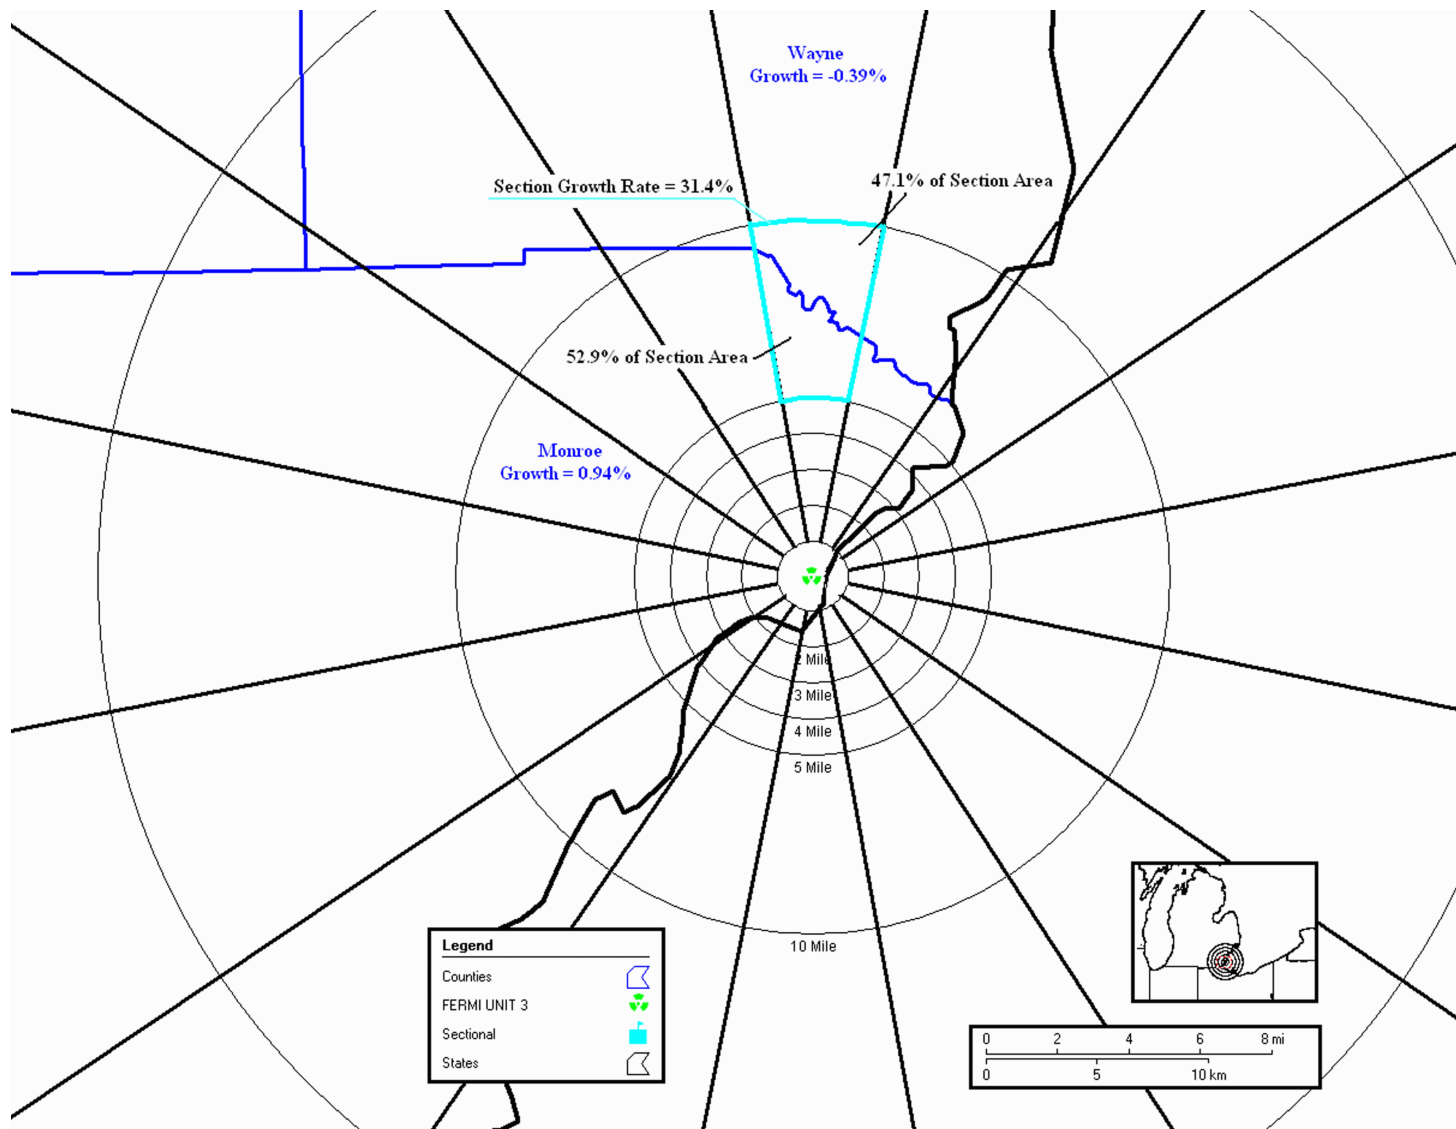 Wayne
Growth = -0.39%
Section Growth Rate = 31.4%
47.1% of Section Area
52.9% of Section Area
Monroe
Growth = 0.94%
2 Mile
3 Mile
4 Mile
5 Mile
10 Mile
Legend
Counties
FERMI UNIT 3
Sectional
States
0 2 4 6 8 mi
0 5 10 km